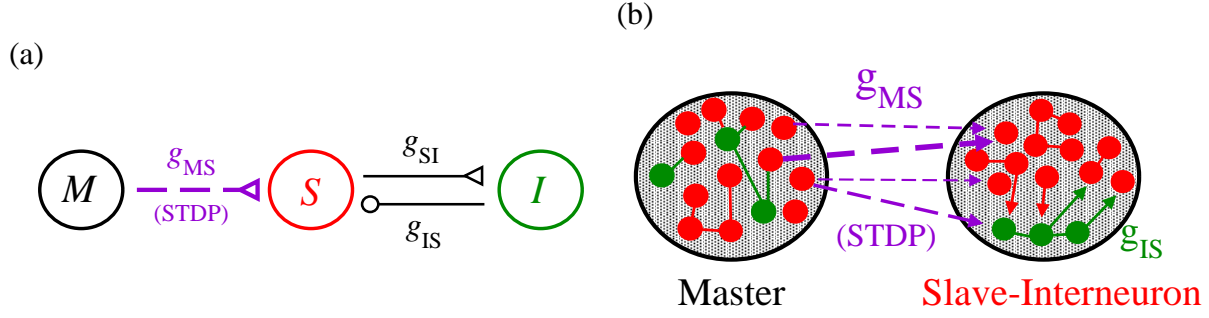 (a)
g_MS
(STDP)
g_SI
g_IS
M
S
I
(b)
g_MS
(STDP)
g_IS
Master
Slave-Interneuron